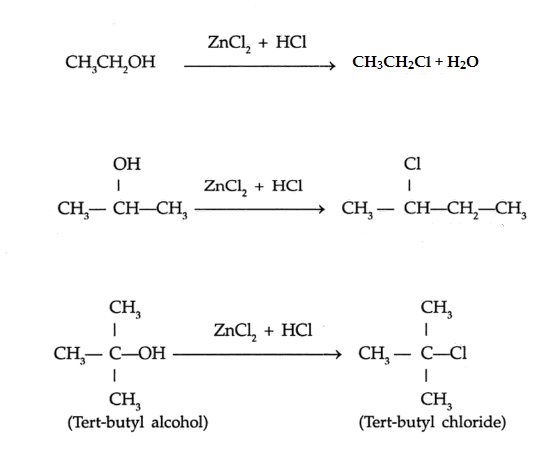 ZnCl₂ + HCl
CH₃CH₂OH CH3CH2Cl + H2O
OH Cl
ZnCl₂ + HCl
CH₃— CH—CH₃ CH₃— CH—CH₂—CH₃
CH₃ CH₃
ZnCl₂ + HCl
CH₃— C—OH CH₃— C—Cl
CH₃ CH₃
(Tert-butyl alcohol) (Tert-butyl chloride)